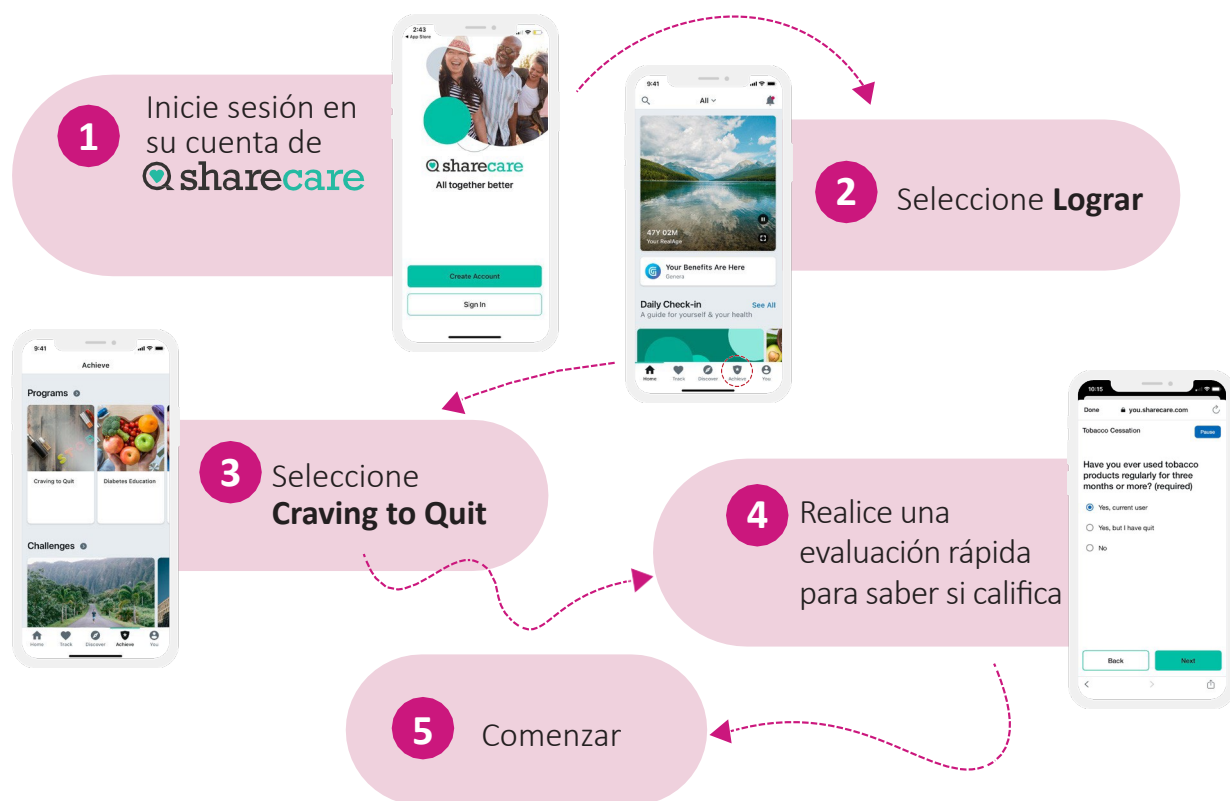 1
Inicie sesión en
su cuenta de
sharecare
2:43
App Store
sharecare
All together better
Create Account
Sign In
9:41
All
47Y 02M
Your RealAge
Your Benefits Are Here
Genera
Daily Check-in
See All
A guide for yourself & your health
Home
Track
Discover
Achieve
You
2
Seleccione Lograr
9:41
Achieve
Programs
Craving to Quit
Diabetes Education
Challenges
Home
Track
Discover
Achieve
You
3
Seleccione
Craving to Quit
4
Realice una
evaluación rápida
para saber si califica
10:15
Done
you.sharecare.com
Tobacco Cessation
Pause
Have you ever used tobacco
products regularly for three
months or more? (required)
Yes, current user
Yes, but I have quit
No
Back
Next
5
Comenzar